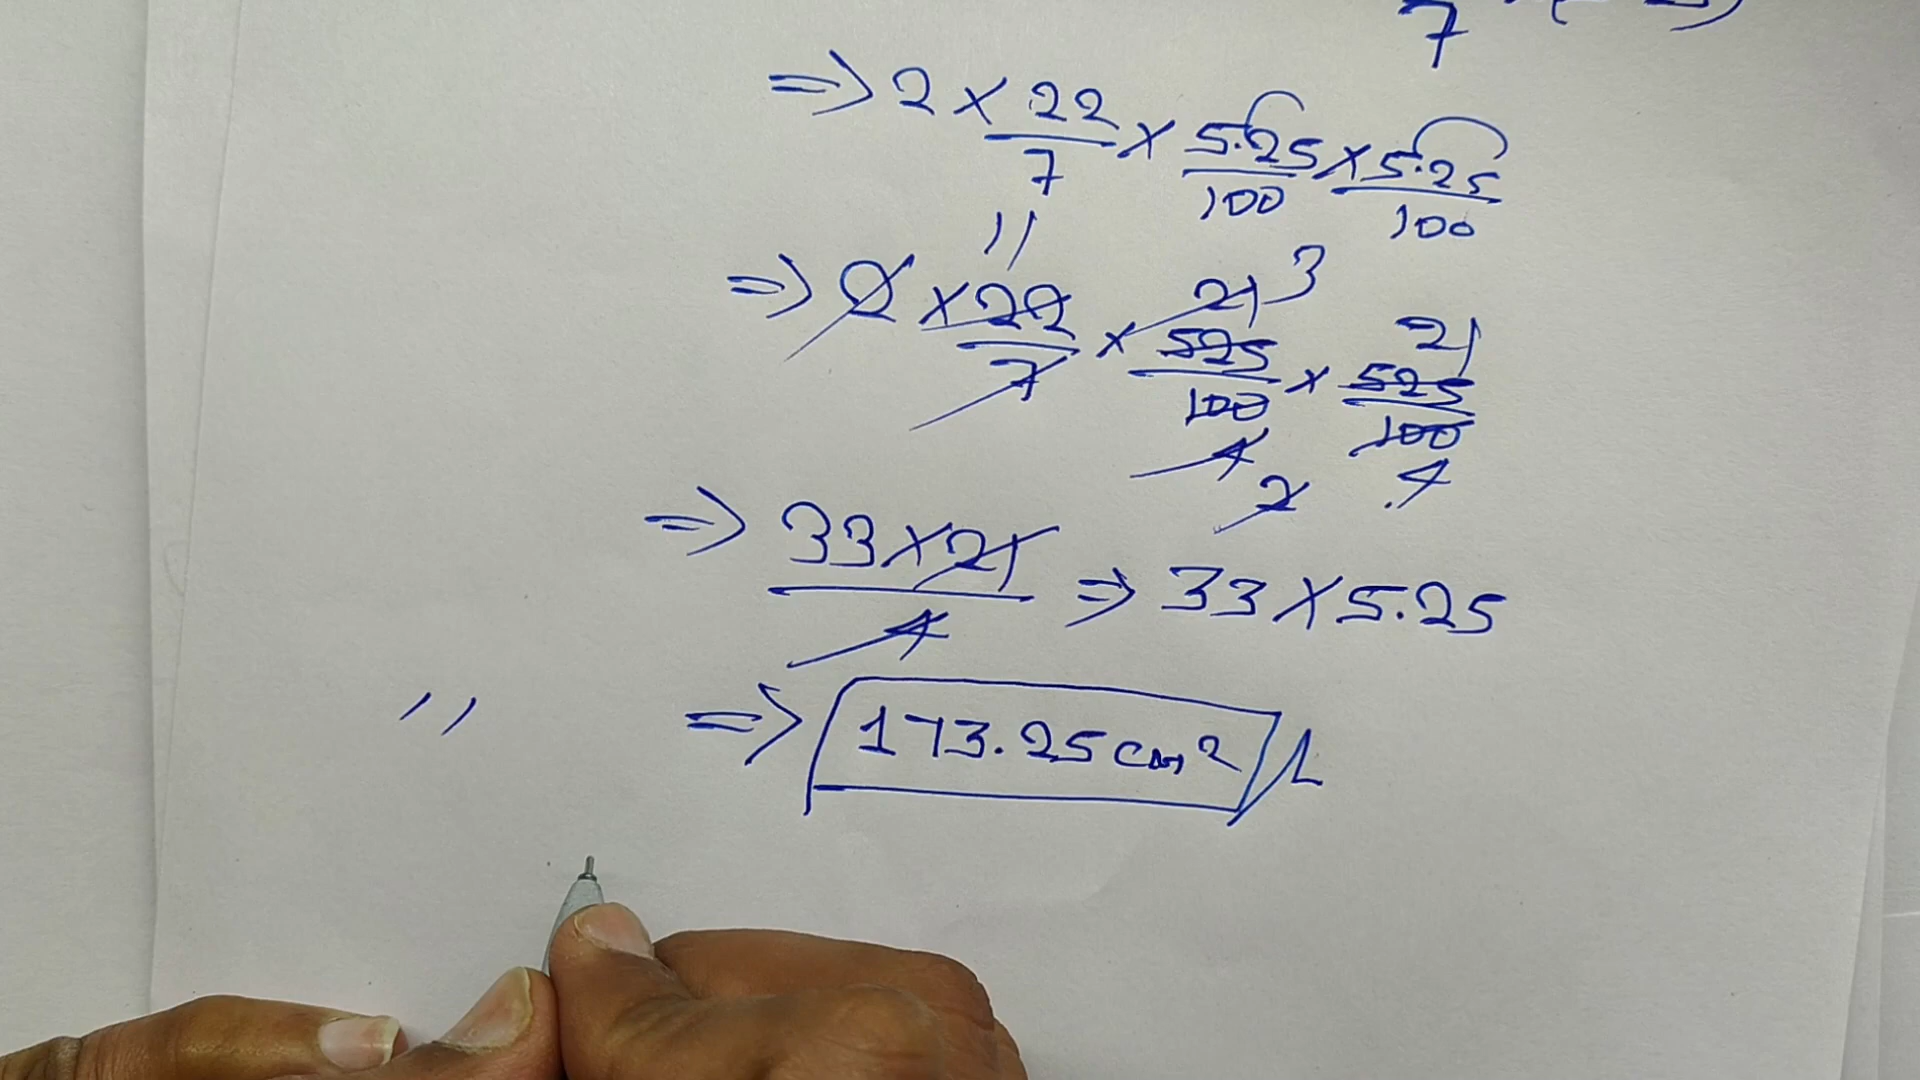 7
=> 2 × 22/7 × 5.25/100 × 5.25/100
11
=> 2 × 22/7 × 525/100 × 525/100
21 3 21
4 4
2
=> 33×21/4 => 33×5.25
=> 173.25 cm²